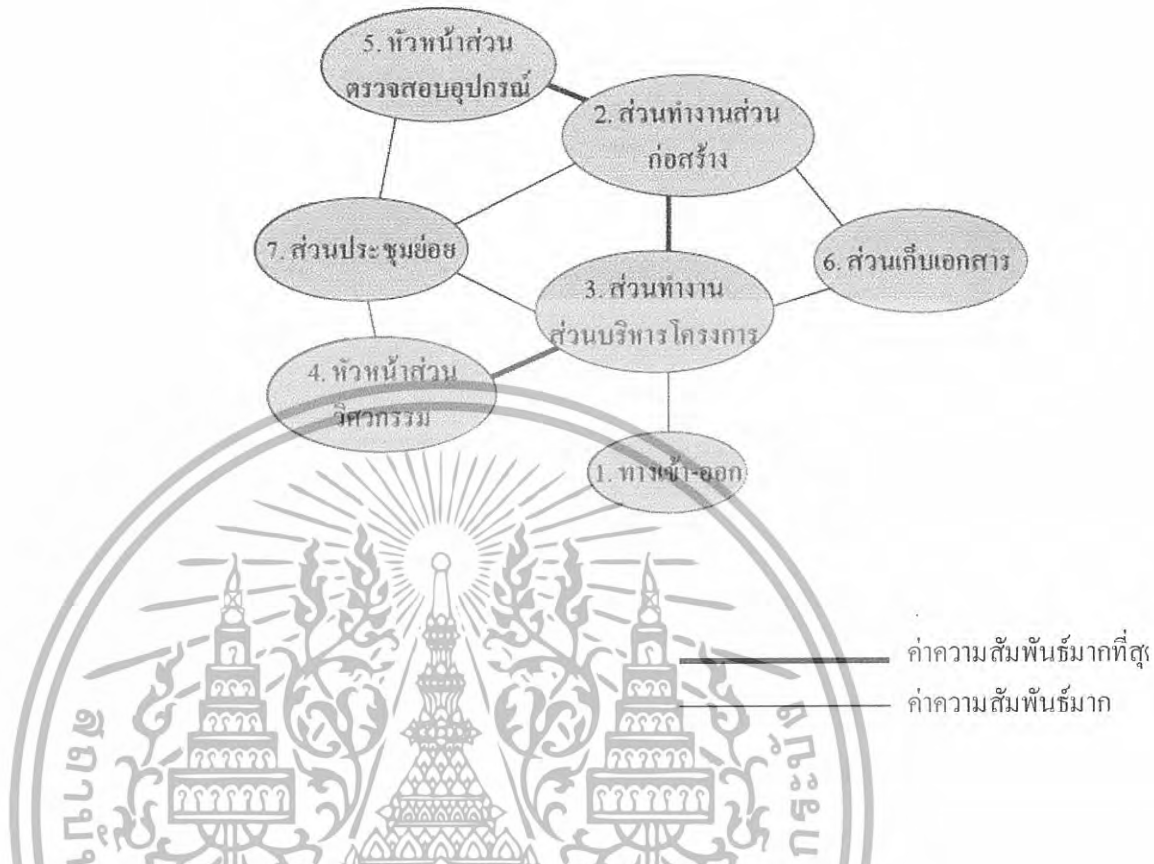 5. หัวหน้าส่วน
ตรวจสอบอุปกรณ์
2. ส่วนทำงานส่วน
ก่อสร้าง
7. ส่วนประชุมย่อย
6. ส่วนเก็บเอกสาร
3. ส่วนทำงาน
ส่วนบริหารโครงการ
4. หัวหน้าส่วน
วิศวกรรม
1. ทางเข้า-ออก
ค่าความสัมพันธ์มากที่สุ
ค่าความสัมพันธ์มาก